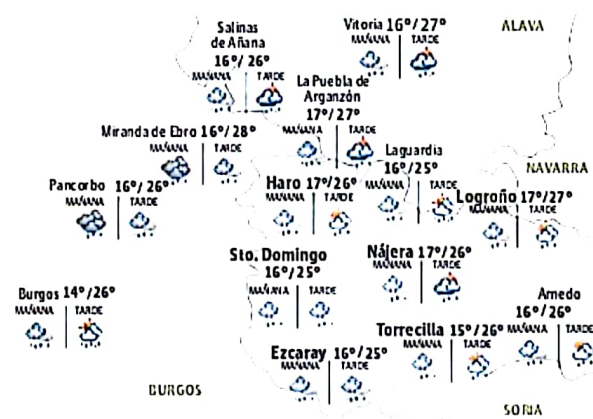 Vitoria 16º/27º
MAÑANA TARDE
ALAVA
Salinas
de Añana
16º/26º
MAÑANA TARDE
La Puebla de
Arganzón
17º/27º
MAÑANA TARDE
Miranda de Ebro 16º/28º
MAÑANA TARDE
Laguardia
16º/25º
MAÑANA TARDE
NAVARRA
Pancorbo 16º/26º
MAÑANA TARDE
Haro 17º/26º
MAÑANA TARDE
Logroño 17º/27º
MAÑANA TARDE
Sto. Domingo
16º/25º
MAÑANA TARDE
Nájera 17º/26º
MAÑANA TARDE
Burgos 14º/26º
MAÑANA TARDE
Arnedo
16º/26º
MAÑANA TARDE
Torrecilla 15º/26º
MAÑANA TARDE
Ezcaray 16º/25º
MAÑANA TARDE
BURGOS
SORIA